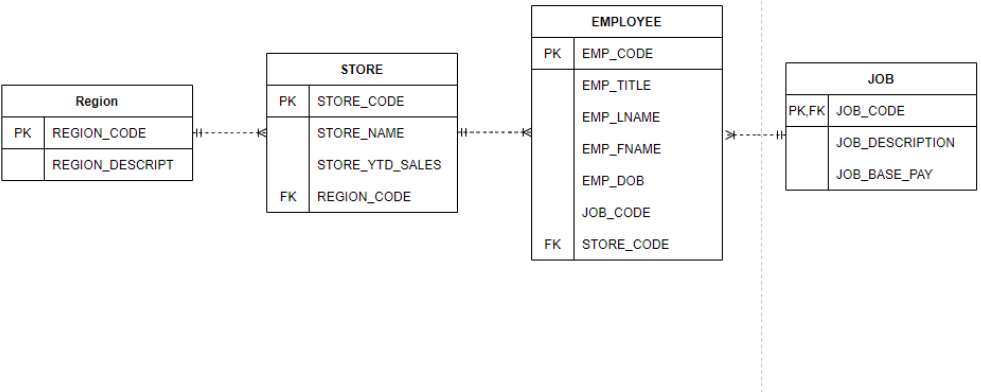 Region
PK REGION_CODE
REGION_DESCRIPT
STORE
PK STORE_CODE
STORE_NAME
STORE_YTD_SALES
FK REGION_CODE
EMPLOYEE
PK EMP_CODE
EMP_TITLE
EMP_LNAME
EMP_FNAME
EMP_DOB
JOB_CODE
FK STORE_CODE
JOB
PK,FK JOB_CODE
JOB_DESCRIPTION
JOB_BASE_PAY